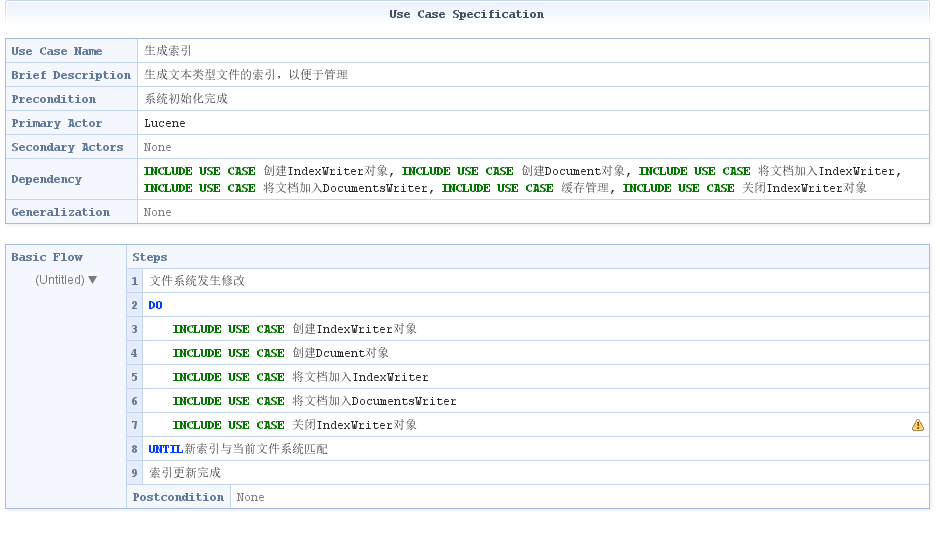 Use Case Specification
Use Case Name 生成索引
Brief Description 生成文本类型文件的索引，以便于管理
Precondition 系统初始化完成
Primary Actor Lucene
Secondary Actors None
Dependency INCLUDE USE CASE 创建IndexWriter对象, INCLUDE USE CASE 创建Document对象, INCLUDE USE CASE 将文档加入IndexWriter,
INCLUDE USE CASE 将文档加入DocumentsWriter, INCLUDE USE CASE 缓存管理, INCLUDE USE CASE 关闭IndexWriter对象
Generalization None
Basic Flow Steps
(Untitled) ▼
1 文件系统发生修改
2 DO
3 INCLUDE USE CASE 创建IndexWriter对象
4 INCLUDE USE CASE 创建Dcument对象
5 INCLUDE USE CASE 将文档加入IndexWriter
6 INCLUDE USE CASE 将文档加入DocumentsWriter
7 INCLUDE USE CASE 关闭IndexWriter对象
8 UNTIL新索引与当前文件系统匹配
9 索引更新完成
Postcondition None